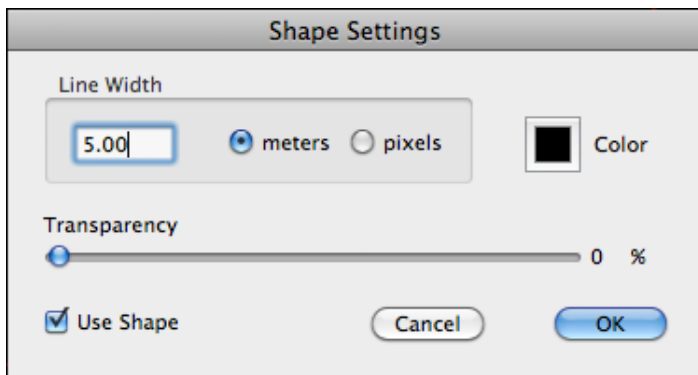 Shape Settings
Line Width
5.00 meters pixels Color
Transparency
0 %
Use Shape Cancel OK